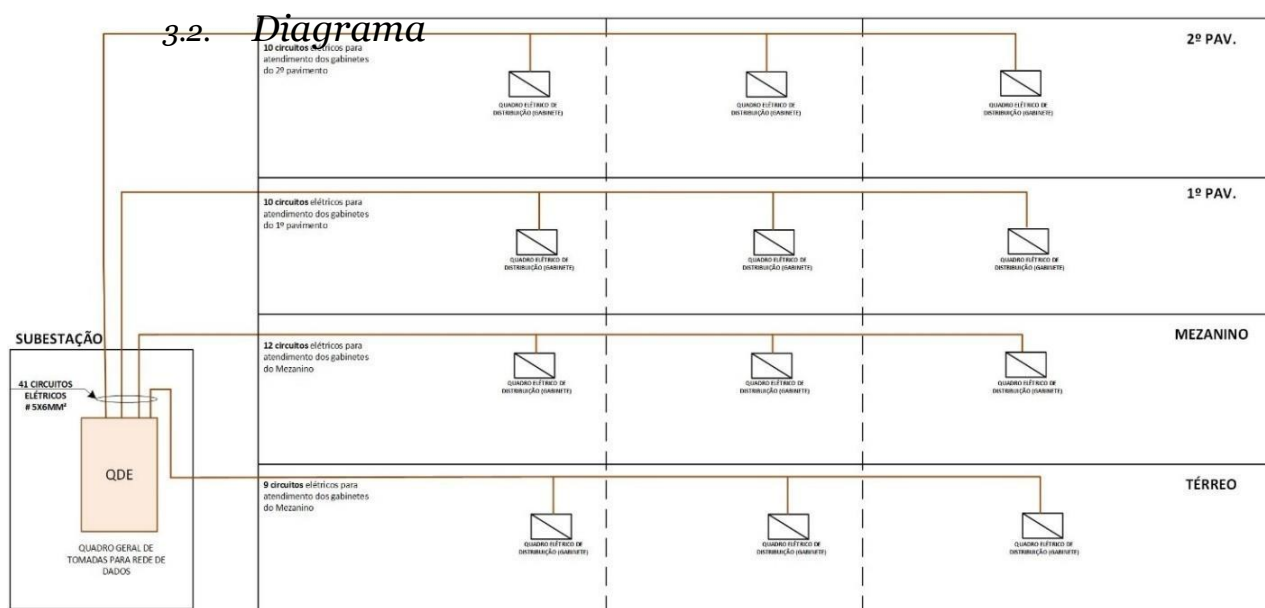 3.2. Diagrama
10 circuitos elétricos para
atendimento dos gabinetes
do 2º pavimento
2º PAV.
QUADRO ELÉTRICO DE
DISTRIBUIÇÃO (GABINETE)
QUADRO ELÉTRICO DE
DISTRIBUIÇÃO (GABINETE)
QUADRO ELÉTRICO DE
DISTRIBUIÇÃO (GABINETE)
10 circuitos elétricos para
atendimento dos gabinetes
do 1º pavimento
1º PAV.
QUADRO ELÉTRICO DE
DISTRIBUIÇÃO (GABINETE)
QUADRO ELÉTRICO DE
DISTRIBUIÇÃO (GABINETE)
QUADRO ELÉTRICO DE
DISTRIBUIÇÃO (GABINETE)
SUBESTAÇÃO
12 circuitos elétricos para
atendimento dos gabinetes
do Mezanino
MEZANINO
QUADRO ELÉTRICO DE
DISTRIBUIÇÃO (GABINETE)
QUADRO ELÉTRICO DE
DISTRIBUIÇÃO (GABINETE)
QUADRO ELÉTRICO DE
DISTRIBUIÇÃO (GABINETE)
41 CIRCUITOS
ELÉTRICOS
# 5X6MM²
QDE
QUADRO GERAL DE
TOMADAS PARA REDE DE
DADOS
9 circuitos elétricos para
atendimento dos gabinetes
do Mezanino
TÉRREO
QUADRO ELÉTRICO DE
DISTRIBUIÇÃO (GABINETE)
QUADRO ELÉTRICO DE
DISTRIBUIÇÃO (GABINETE)
QUADRO ELÉTRICO DE
DISTRIBUIÇÃO (GABINETE)